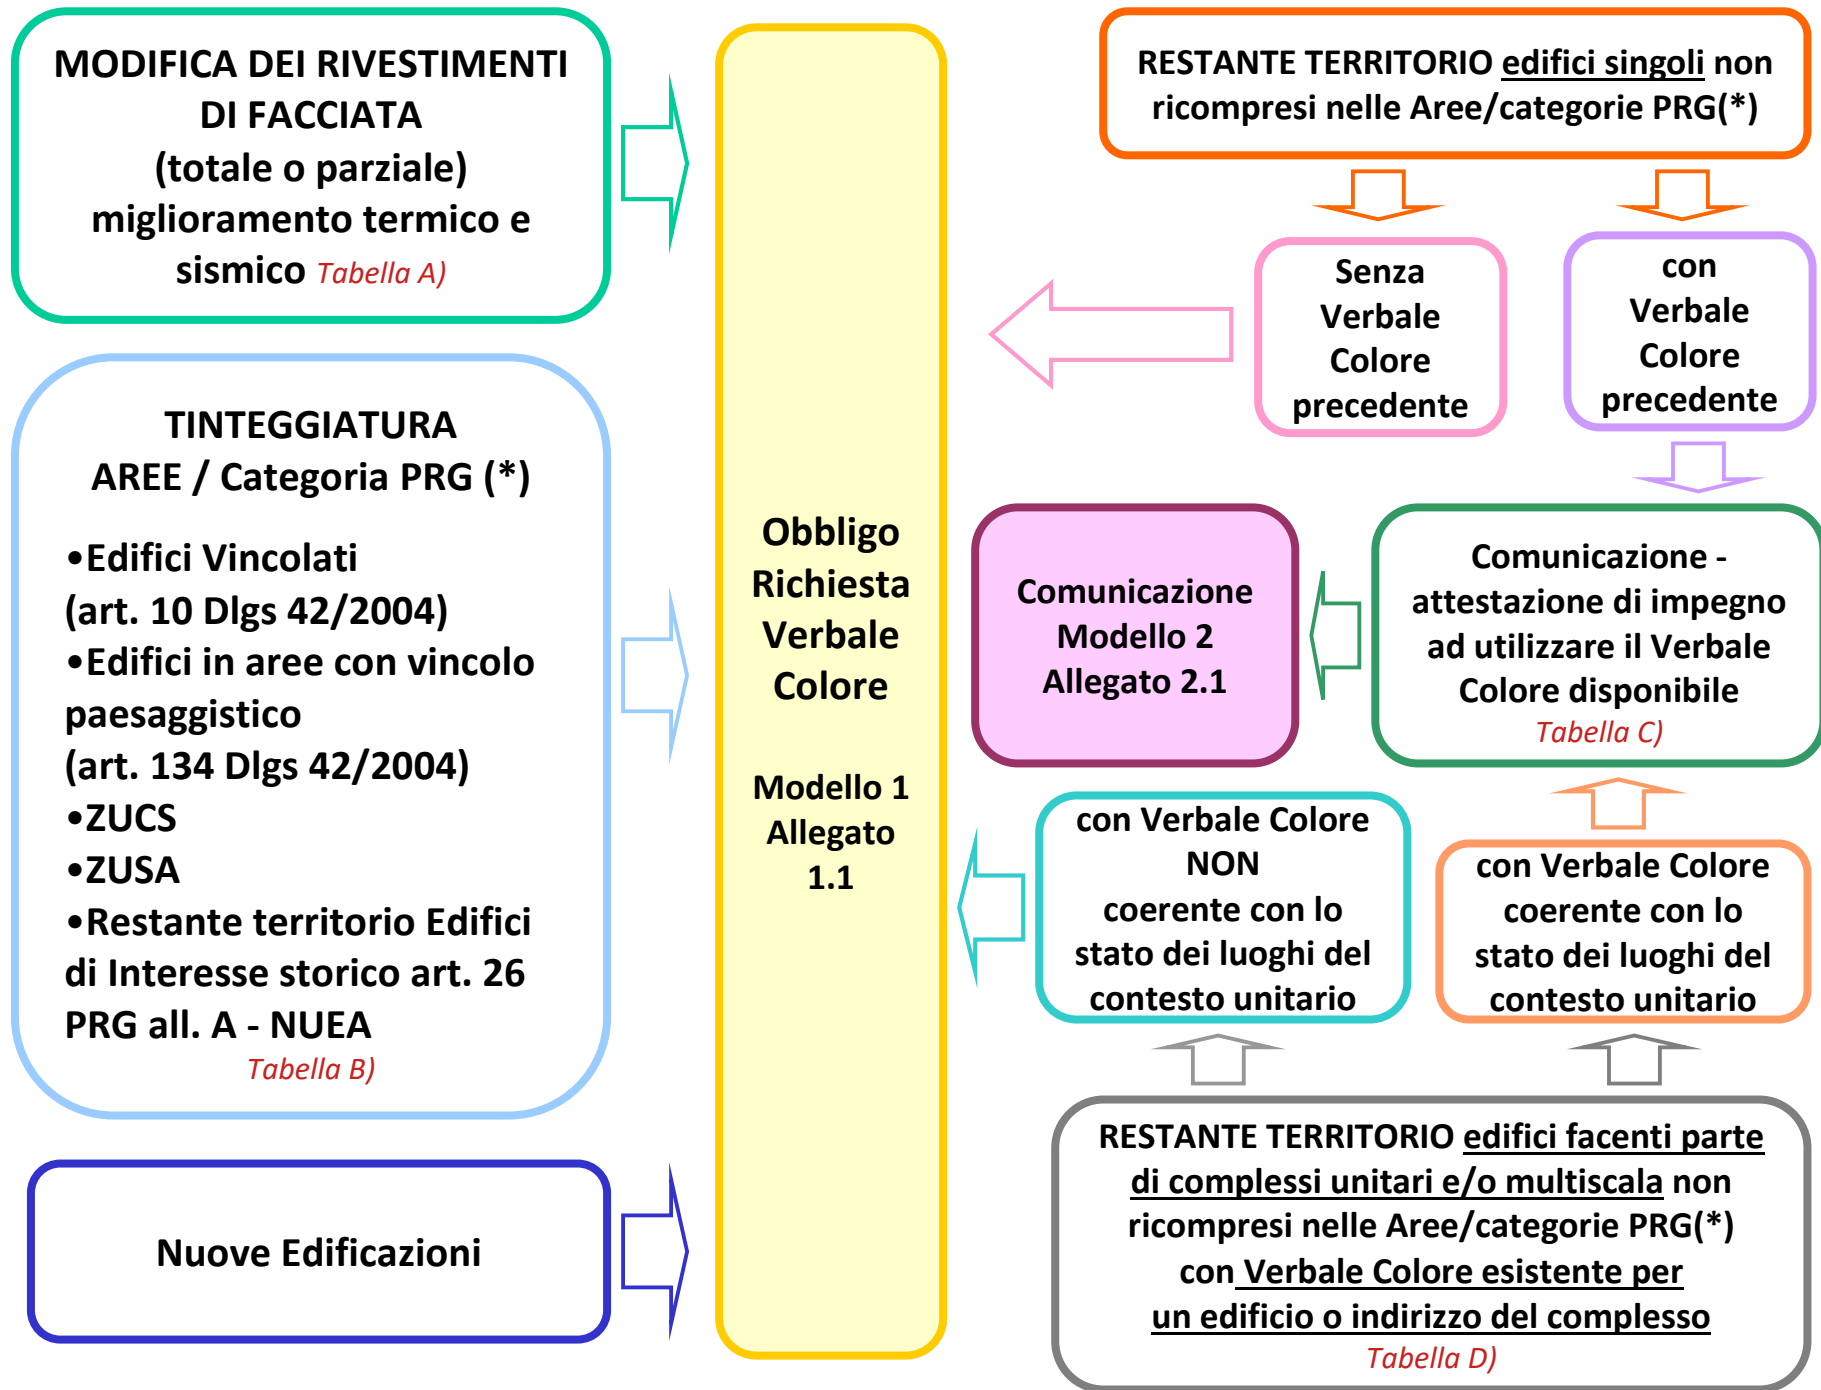 MODIFICA DEI RIVESTIMENTI
DI FACCIATA
(totale o parziale)
miglioramento termico e
sismico Tabella A)
TINTEGGIATURA
AREE / Categoria PRG (*)
•Edifici Vincolati
(art. 10 Dlgs 42/2004)
•Edifici in aree con vincolo
paesaggistico
(art. 134 Dlgs 42/2004)
•ZUCS
•ZUSA
•Restante territorio Edifici
di Interesse storico art. 26
PRG all. A - NUEA
Tabella B)
Nuove Edificazioni
Obbligo
Richiesta
Verbale
Colore
Modello 1
Allegato
1.1
RESTANTE TERRITORIO edifici singoli non
ricompresi nelle Aree/categorie PRG(*)
Senza
Verbale
Colore
precedente
con
Verbale
Colore
precedente
Comunicazione
Modello 2
Allegato 2.1
Comunicazione -
attestazione di impegno
ad utilizzare il Verbale
Colore disponibile
Tabella C)
con Verbale Colore
NON
coerente con lo
stato dei luoghi del
contesto unitario
con Verbale Colore
coerente con lo
stato dei luoghi del
contesto unitario
RESTANTE TERRITORIO edifici facenti parte
di complessi unitari e/o multiscala non
ricompresi nelle Aree/categorie PRG(*)
con Verbale Colore esistente per
un edificio o indirizzo del complesso
Tabella D)